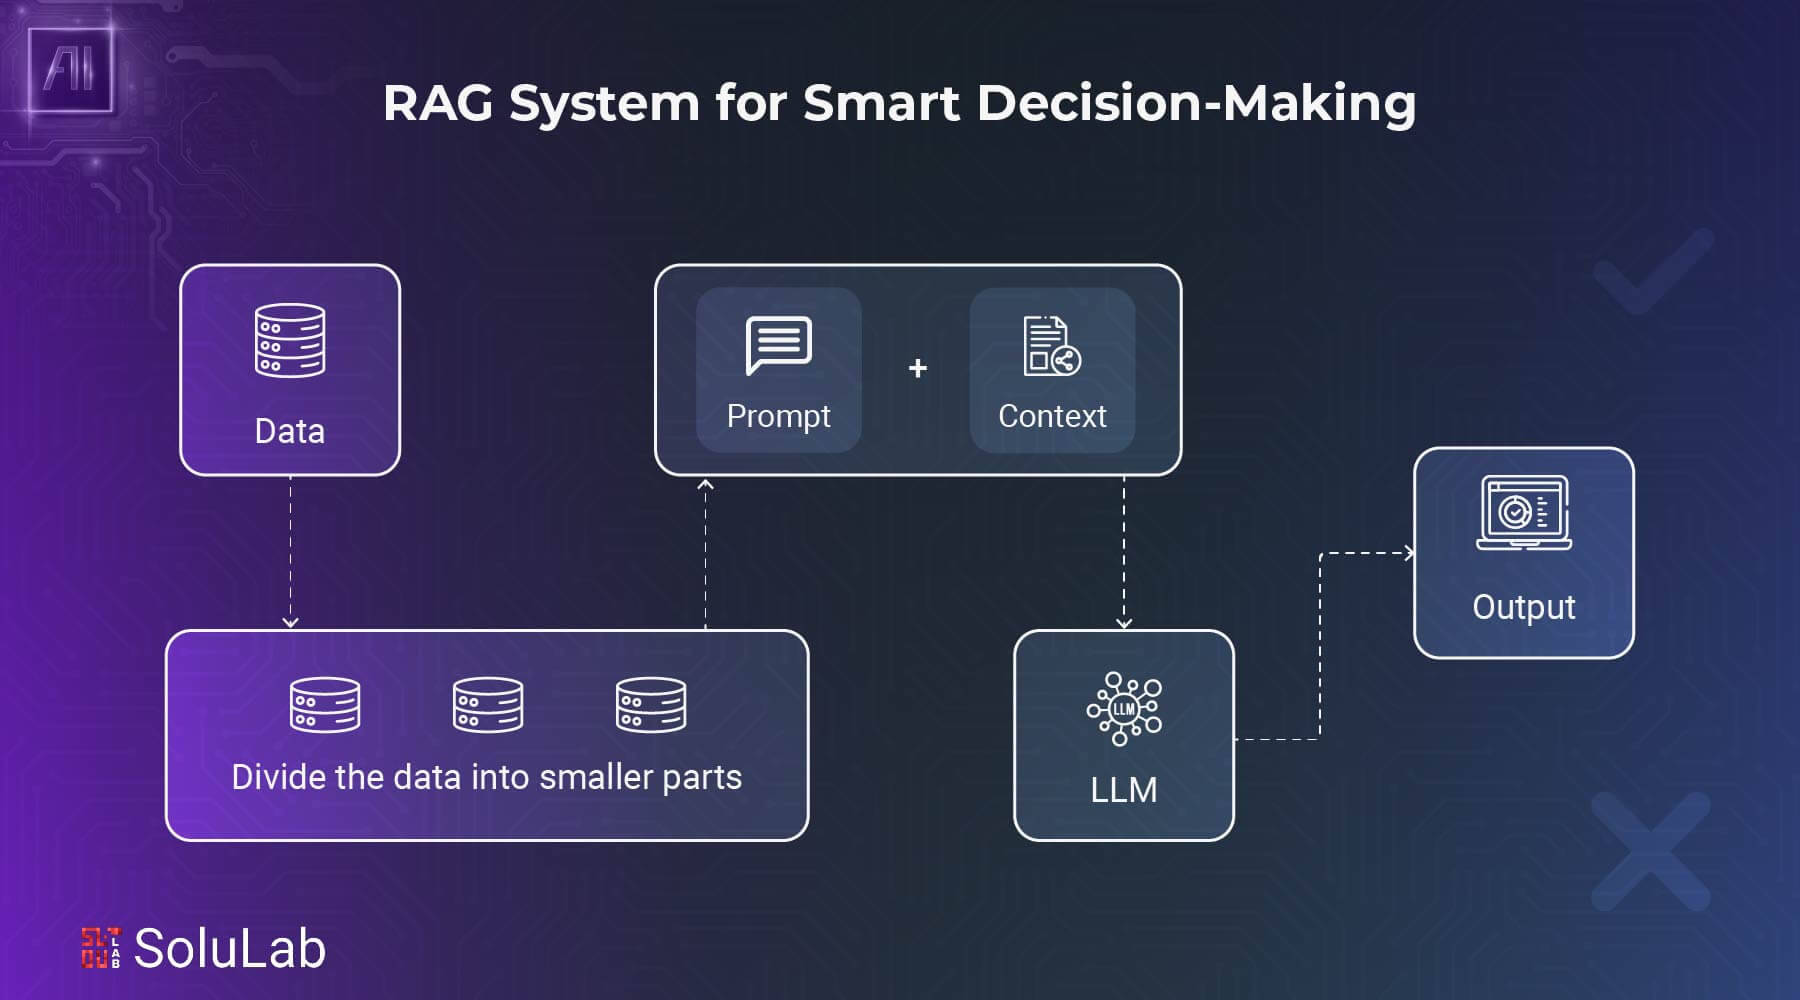 AI
RAG System for Smart Decision-Making
Data
Prompt
+
Context
Divide the data into smaller parts
LLM
LLM
Output
LAB
SoluLab